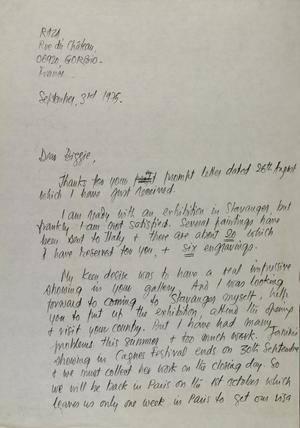 RAZA
Rue du Château,
06920, GORBIO
France
September, 3rd 1975.
Dear Biggie,
Thanks for your prompt letter dated 26th August
which I have just received.
I am ready with an exhibition in Stavanger, but
frankly I am not satisfied. Several paintings have
been sent to Italy & there are about 20 which
I have reserved for you, + six engravings.
My keen desire was to have a real impressive
showing in your gallery. And I was looking
forward to coming to Stavanger myself, help
you to put up the exhibition, attend the opening
& visit your country. But I have had many
problems this summer & too much work. Janine's
showing in Cagnes Festival ends on 30th September
& we must collect her work on the closing day. So
we will be back in Paris on the 1st october which
leaves us only one week in Paris to get our visa